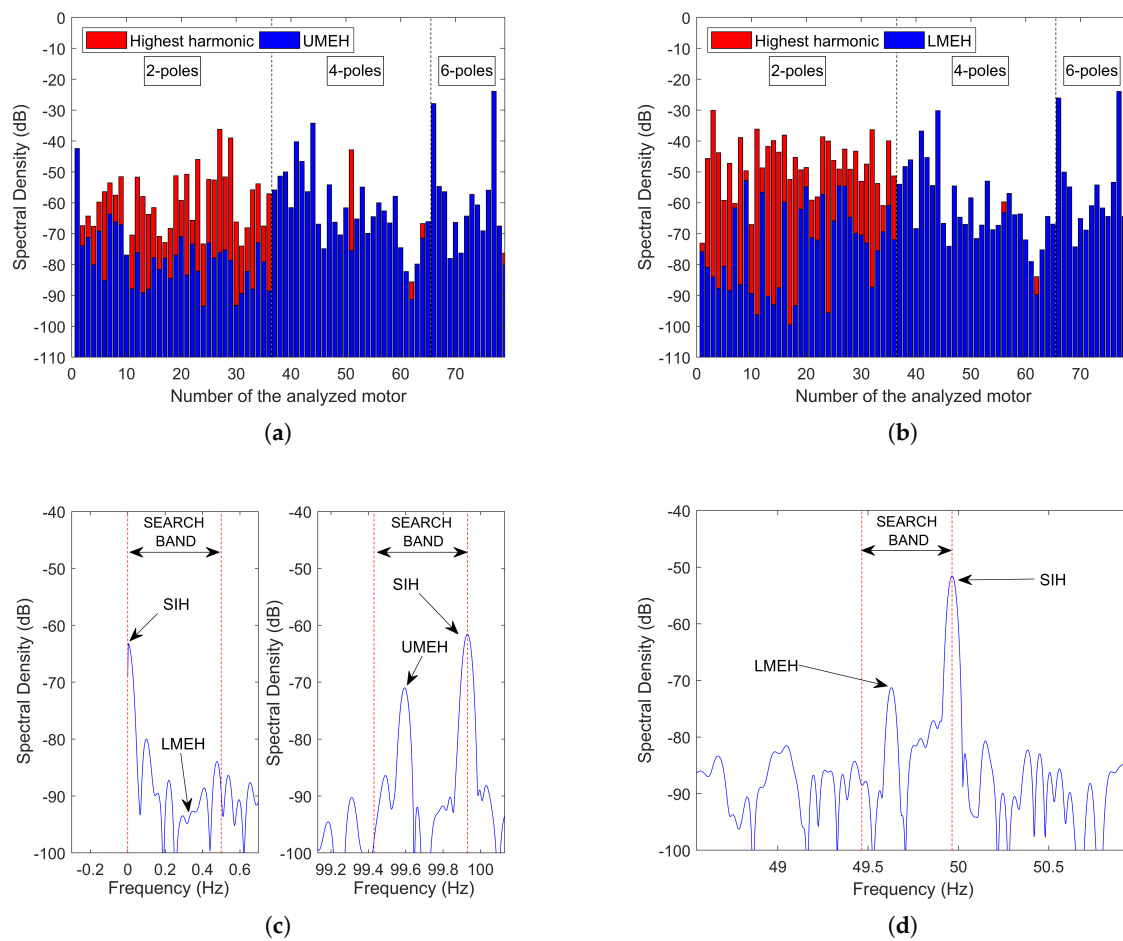 Highest harmonic UMEH
2-poles 4-poles 6-poles
Spectral Density (dB)
0
-10
-20
-30
-40
-50
-60
-70
-80
-90
-100
-110
0 10 20 30 40 50 60 70
Number of the analyzed motor
(a)
Highest harmonic LMEH
2-poles 4-poles 6-poles
Spectral Density (dB)
0
-10
-20
-30
-40
-50
-60
-70
-80
-90
-100
-110
0 10 20 30 40 50 60 70
Number of the analyzed motor
(b)
SEARCH
BAND
SIH
LMEH
Spectral Density (dB)
-40
-50
-60
-70
-80
-90
-100
-0.2 0 0.2 0.4 0.6
Frequency (Hz)
SEARCH
BAND
SIH
UMEH
Spectral Density (dB)
-40
-50
-60
-70
-80
-90
-100
99.2 99.4 99.6 99.8 100
Frequency (Hz)
(c)
SEARCH
BAND
SIH
LMEH
Spectral Density (dB)
-40
-50
-60
-70
-80
-90
-100
49 49.5 50 50.5
Frequency (Hz)
(d)